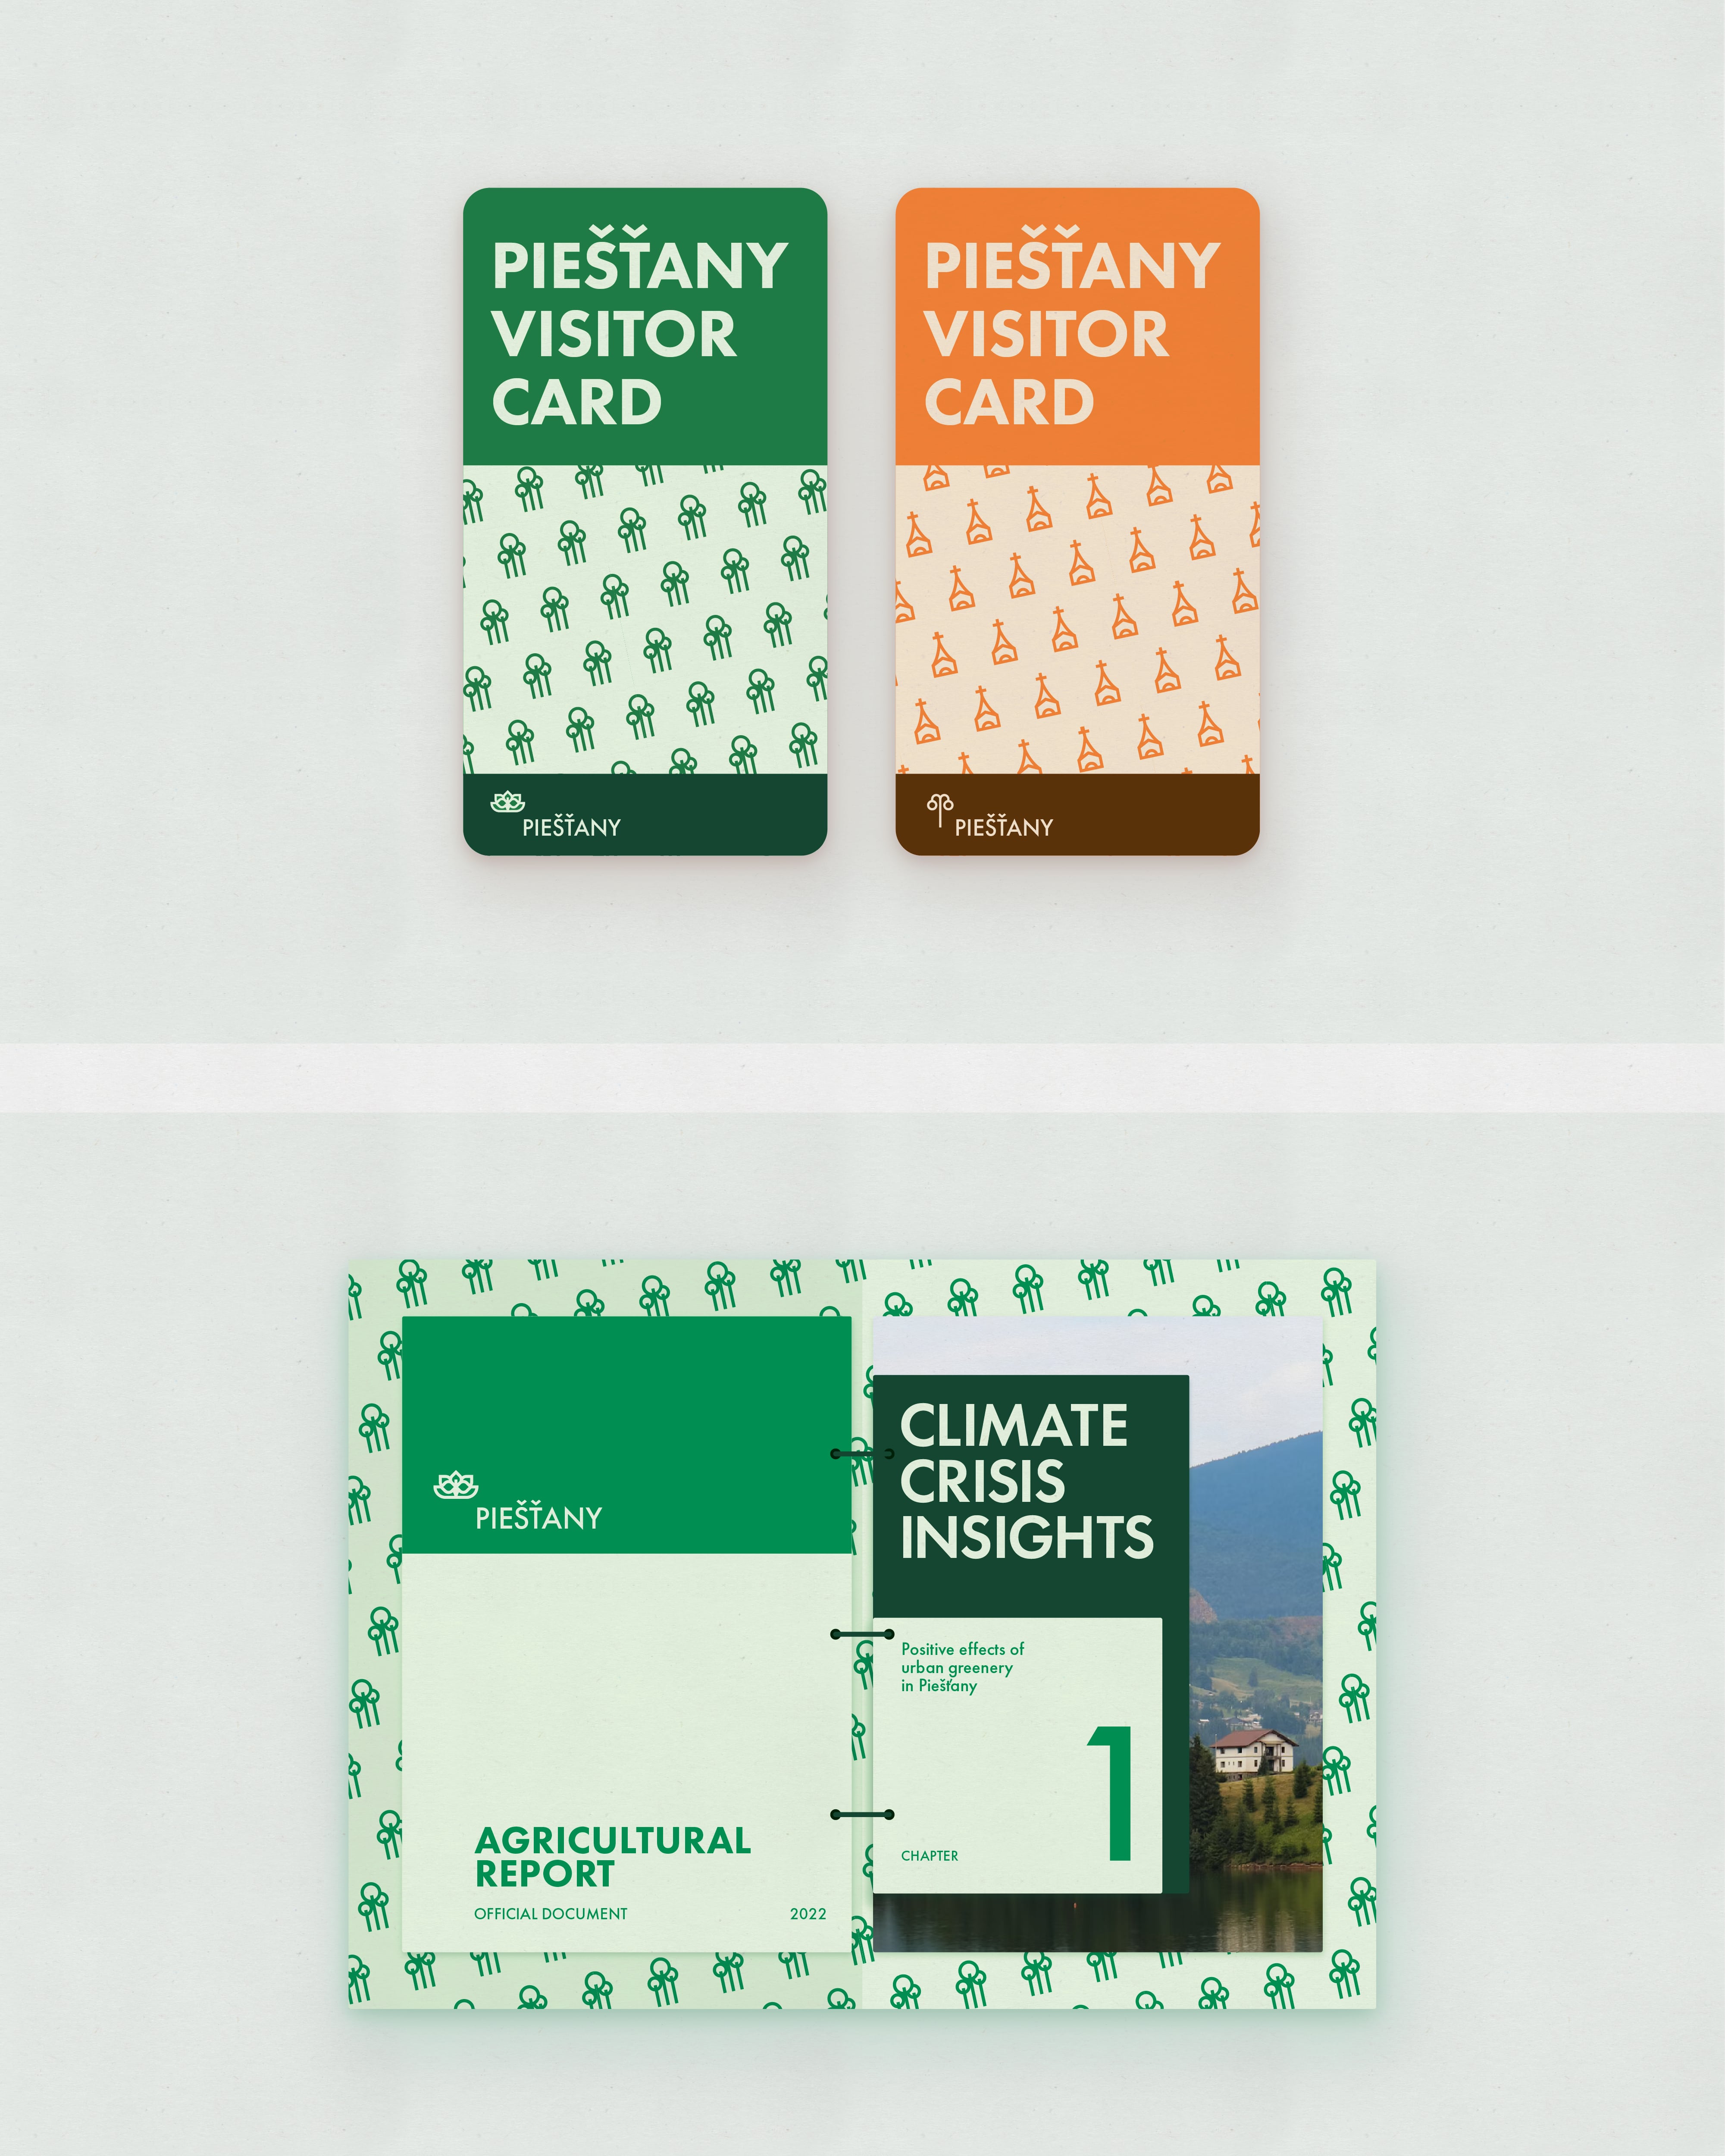 PIEŠŤANY
VISITOR
CARD
PIEŠŤANY
PIEŠŤANY
VISITOR
CARD
PIEŠŤANY
PIEŠŤANY
AGRICULTURAL
REPORT
OFFICIAL DOCUMENT 2022
CLIMATE
CRISIS
INSIGHTS
Positive effects of
urban greenery
in Piešťany
1
CHAPTER